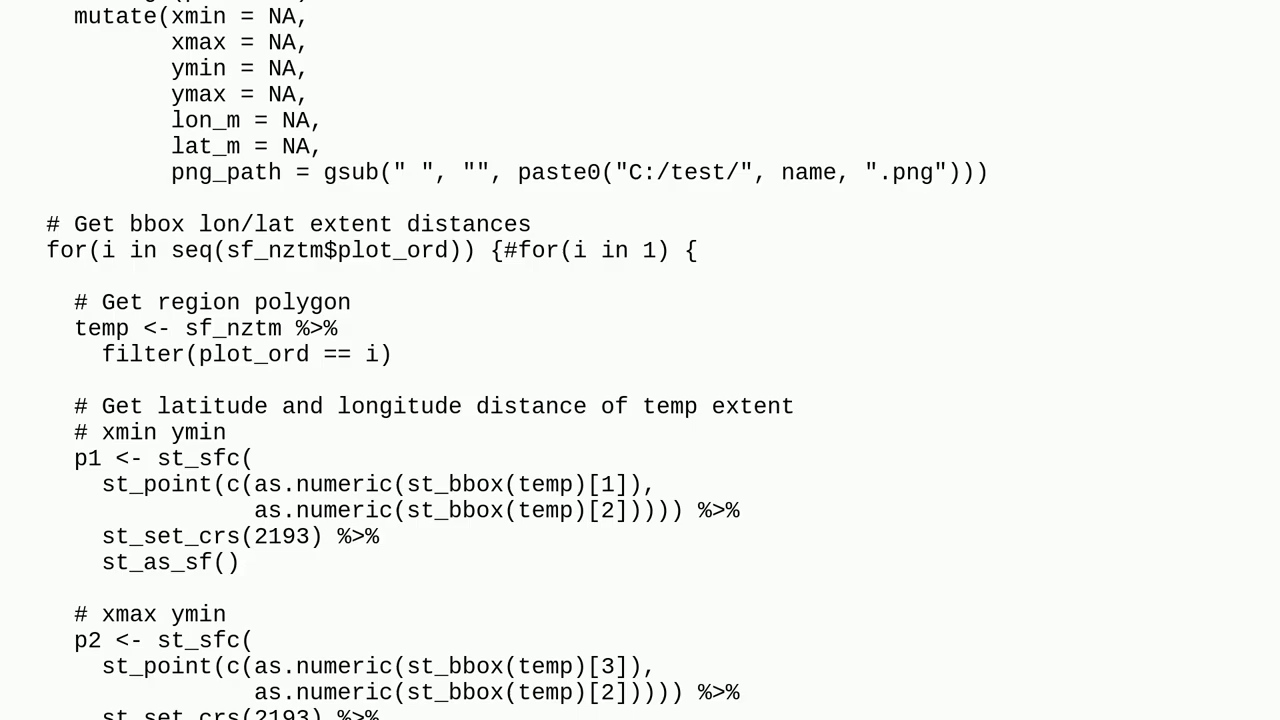 mutate(xmin = NA,
xmax = NA,
ymin = NA,
ymax = NA,
lon_m = NA,
lat_m = NA,
png_path = gsub(" ", "", paste0("C:/test/", name, ".png")))
# Get bbox lon/lat extent distances
for(i in seq(sf_nztm$plot_ord)) {#for(i in 1) {
# Get region polygon
temp <- sf_nztm %>%
filter(plot_ord == i)
# Get latitude and longitude distance of temp extent
# xmin ymin
p1 <- st_sfc(
st_point(c(as.numeric(st_bbox(temp)[1]),
as.numeric(st_bbox(temp)[2])))) %>%
st_set_crs(2193) %>%
st_as_sf()
# xmax ymin
p2 <- st_sfc(
st_point(c(as.numeric(st_bbox(temp)[3]),
as.numeric(st_bbox(temp)[2])))) %>%
st_set_crs(2193) %>%